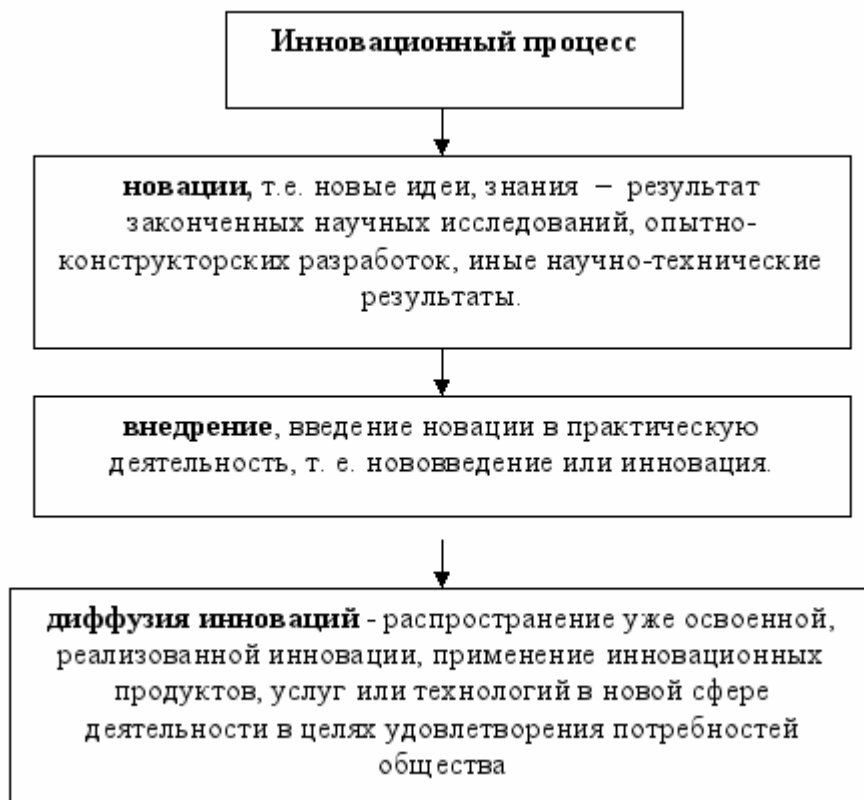 Инновационный процесс
новации, т.е. новые идеи, знания – результат
законченных научных исследований, опытно-
конструкторских разработок, иные научно-технические
результаты.
внедрение, введение новации в практическую
деятельность, т. е. нововведение или инновация.
диффузия инноваций - распространение уже освоенной,
реализованной инновации, применение инновационных
продуктов, услуг или технологий в новой сфере
деятельности в целях удовлетворения потребностей
общества